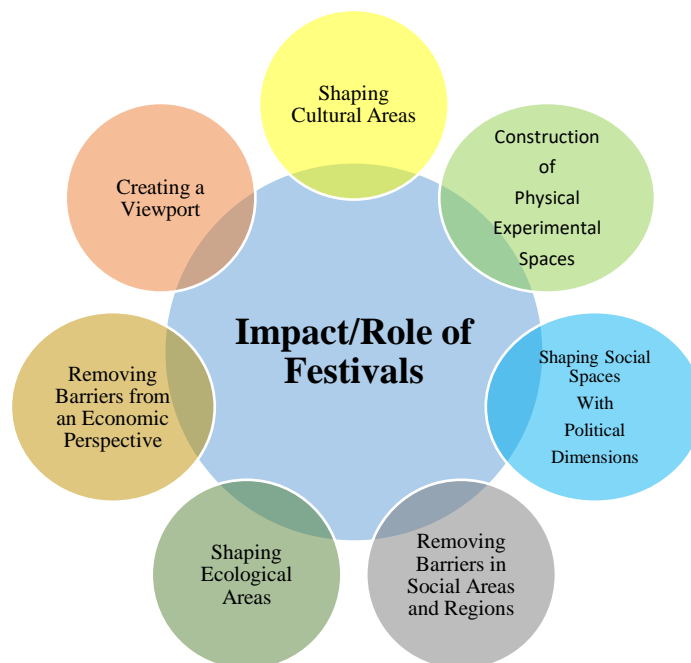 Shaping
Cultural Areas
Construction
of
Physical
Experimental
Spaces
Creating a
Viewport
Impact/Role of
Festivals
Shaping Social
Spaces
With
Political
Dimensions
Removing
Barriers from
an Economic
Perspective
Shaping
Ecological
Areas
Removing
Barriers in
Social Areas
and Regions